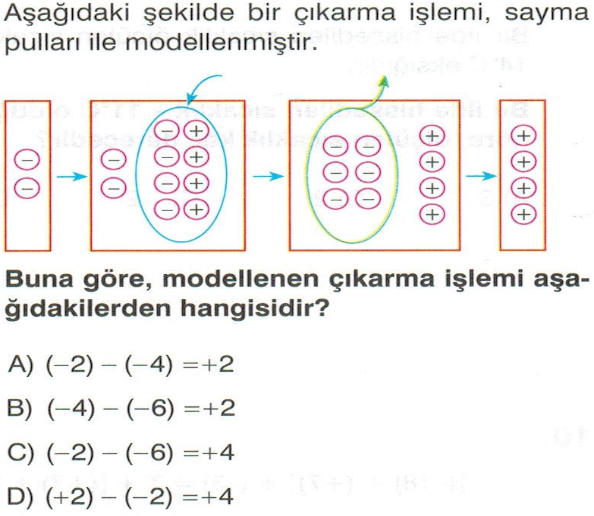 Aşağıdaki şekilde bir çıkarma işlemi, sayma
pulları ile modellenmiştir.
Buna göre, modellenen çıkarma işlemi aşa-
ğıdakilerden hangisidir?
A) (−2) − (−4) =+2
B) (−4) − (−6) =+2
C) (−2) − (−6) =+4
D) (+2) − (−2) =+4